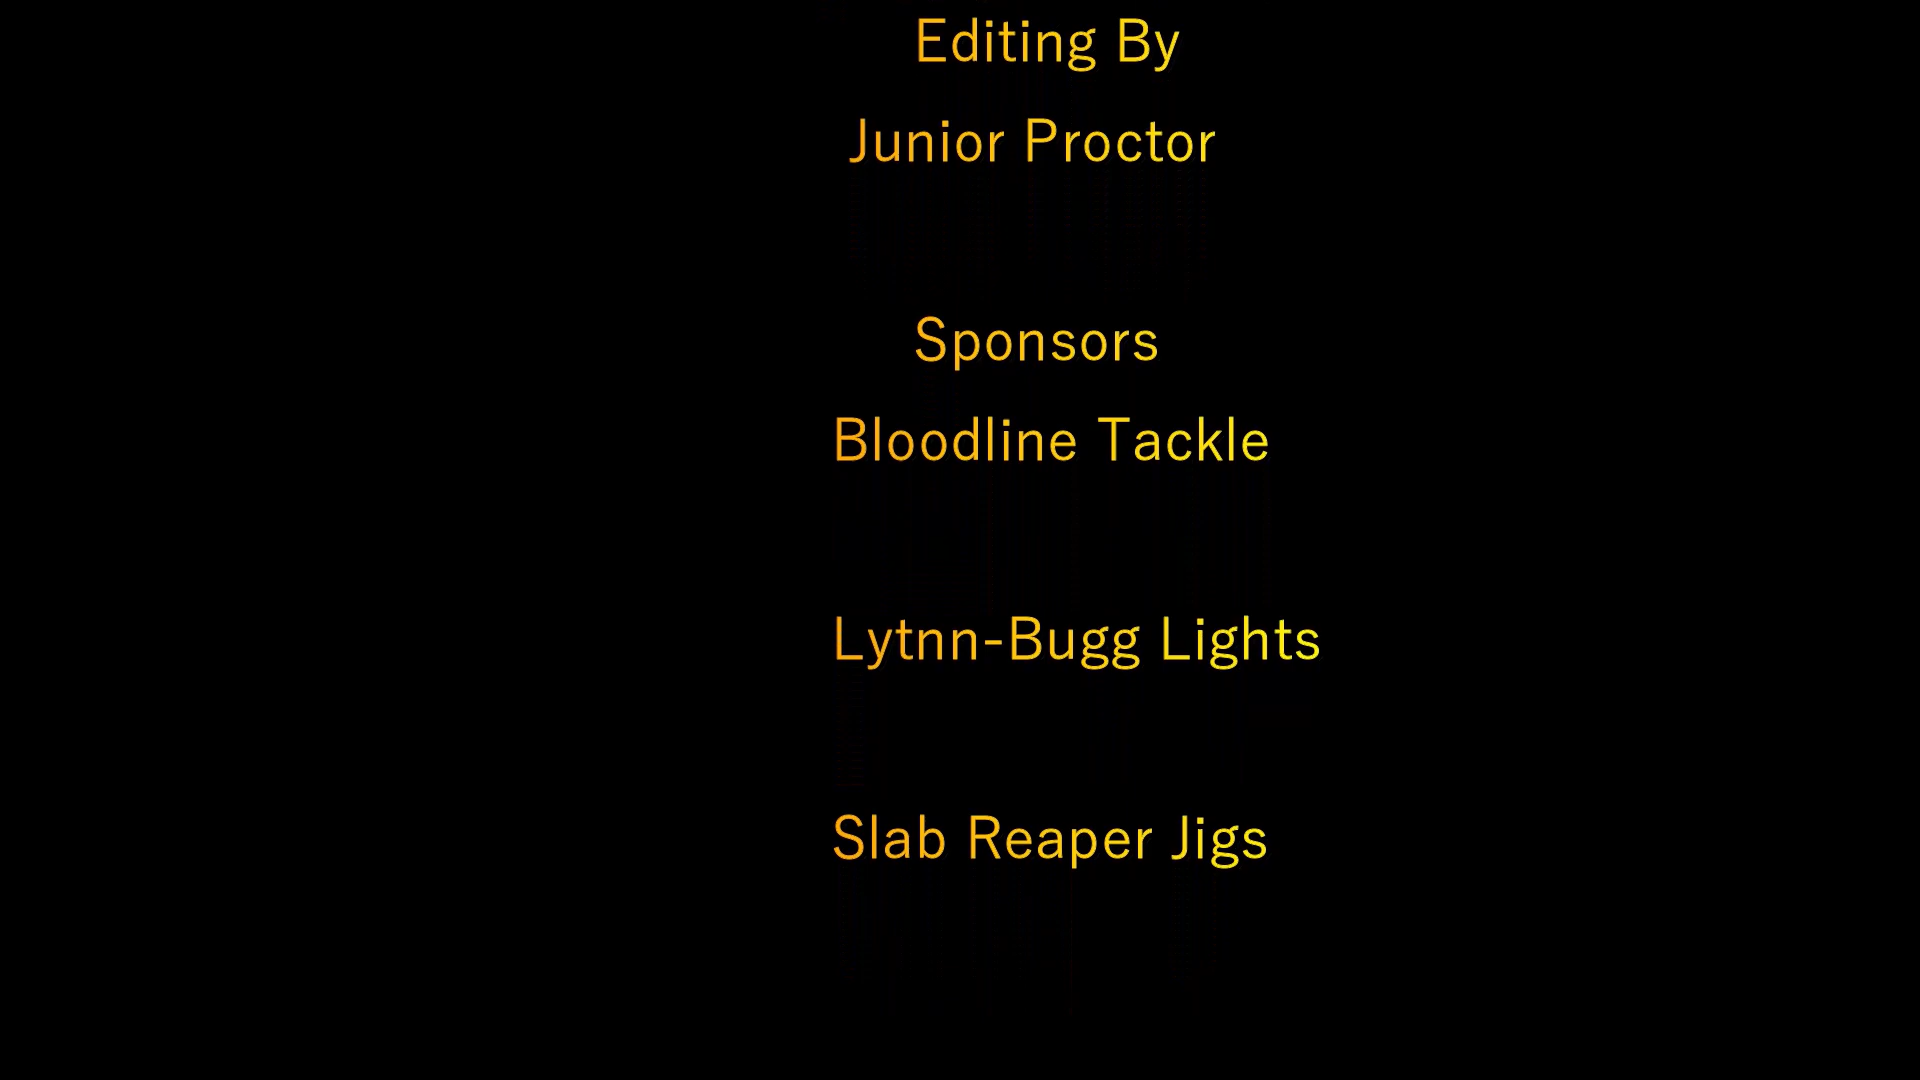 Editing By
Junior Proctor
Sponsors
Bloodline Tackle
Lytnn-Bugg Lights
Slab Reaper Jigs